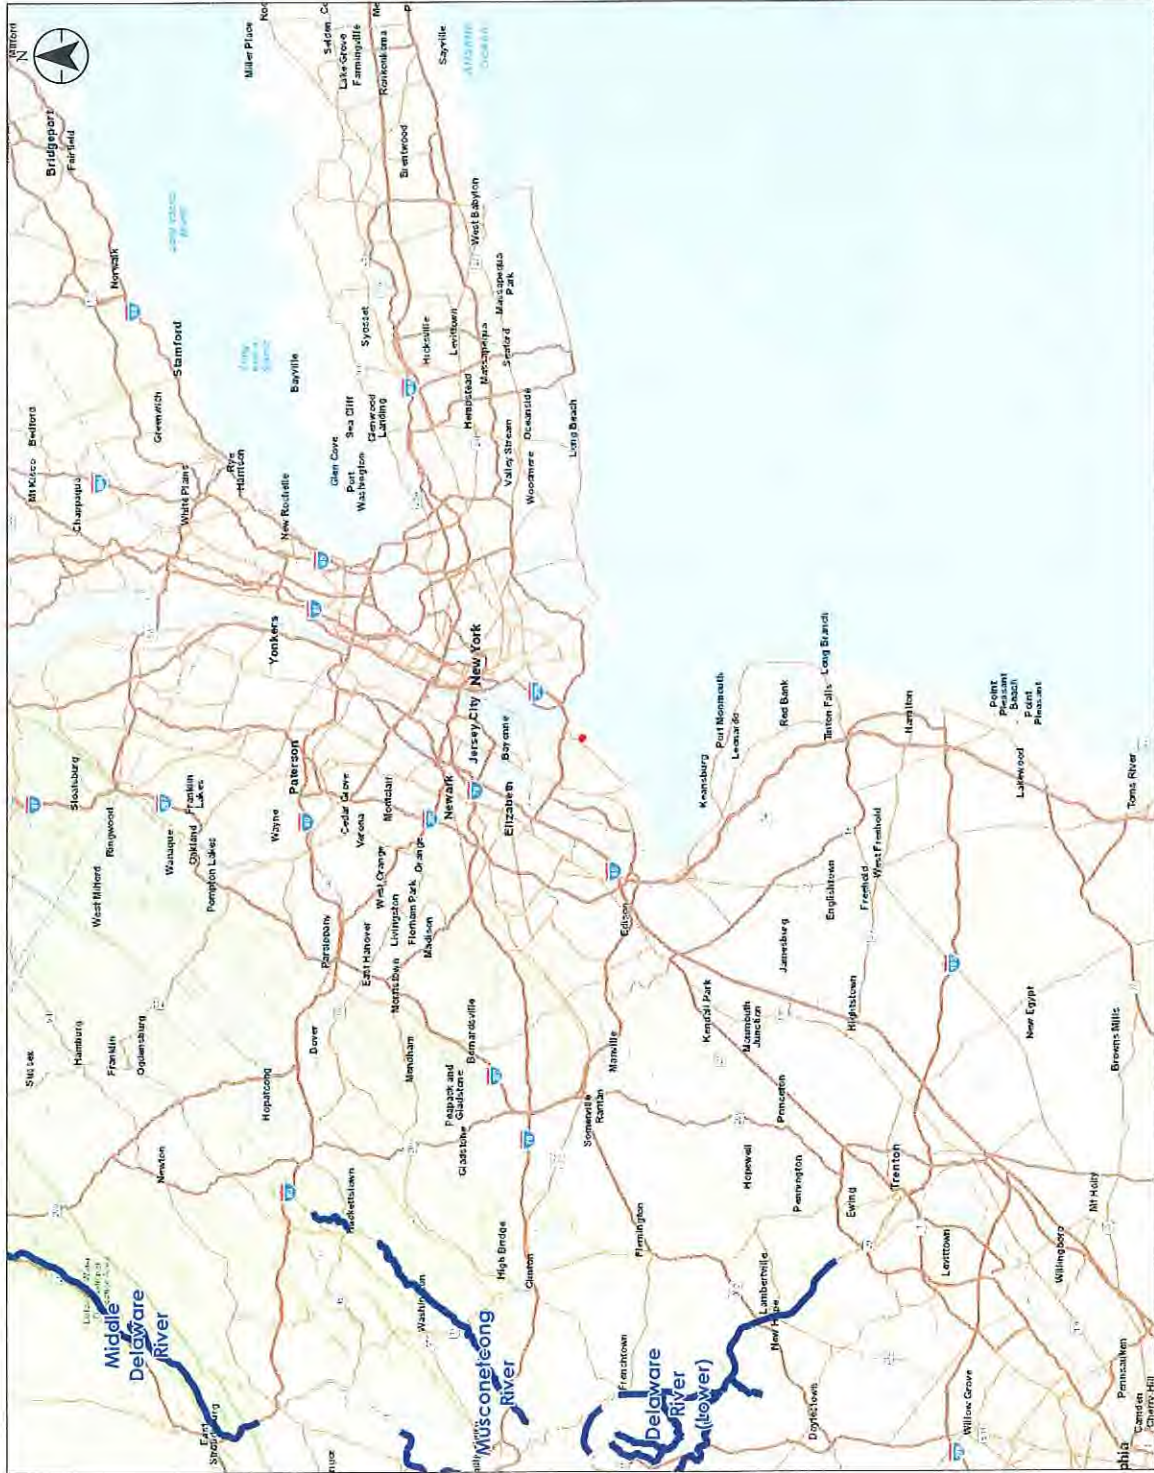 N
Milford
Bridgeport
Fairfield
Norwalk
Stamford
Greenwich
Bedford
Mt Kisco
Chappaqua
White Plains
Rye
Harrison
New Rochelle
Yonkers
Miller Place
Selden
Lake Grove
Farmingville
Ronkonkoma
Sayville
Brentwood
West Babylon
Bayville
Syosset
Hicksville
Levittown
Massapequa
Park
Massapequa
Seaford
Glen Cove
Sea Cliff
Glenwood
Landing
Port
Washington
Hempstead
Valley Stream
Woodmere
Oceanside
Long Beach
New York
Jersey City
Bayonne
Newark
Elizabeth
Paterson
Sloatsburg
Ringwood
West Milford
Wanaque
Oakland
Franklin
Lakes
Pompton Lakes
Wayne
Cedar Grove
Verona
Montclair
West Orange
Orange
Livingston
Florham Park
Madison
East Hanover
Morristown
Parsippany
Dover
Mendham
Bernardsville
Peapack and
Gladstone
Gladstone
Sussex
Hamburg
Franklin
Ogdensburg
Hopatcong
Newton
Hackettstown
Washington
High Bridge
Clinton
Flemington
Frenchtown
Somerville
Raritan
Manville
Edison
Keansburg
Port Monmouth
Leonardo
Red Bank
Tinton Falls
Long Branch
Hamilton
Point
Pleasant
Beach
Point
Pleasant
Lakewood
Toms River
Englishtown
Freehold
West Freehold
Jamesburg
Kendall Park
Monmouth
Junction
Hightstown
Princeton
Hopewell
Pennington
Ewing
Trenton
New Egypt
Browns Mills
Mt Holly
Willingboro
Levittown
Lambertville
New Hope
Doylestown
Willow Grove
Pennsauken
Camden
Cherry Hill
phia
Middle
Delaware
River
East
Stroudsburg
Musconetcong
River
Delaware
River
(Lower)